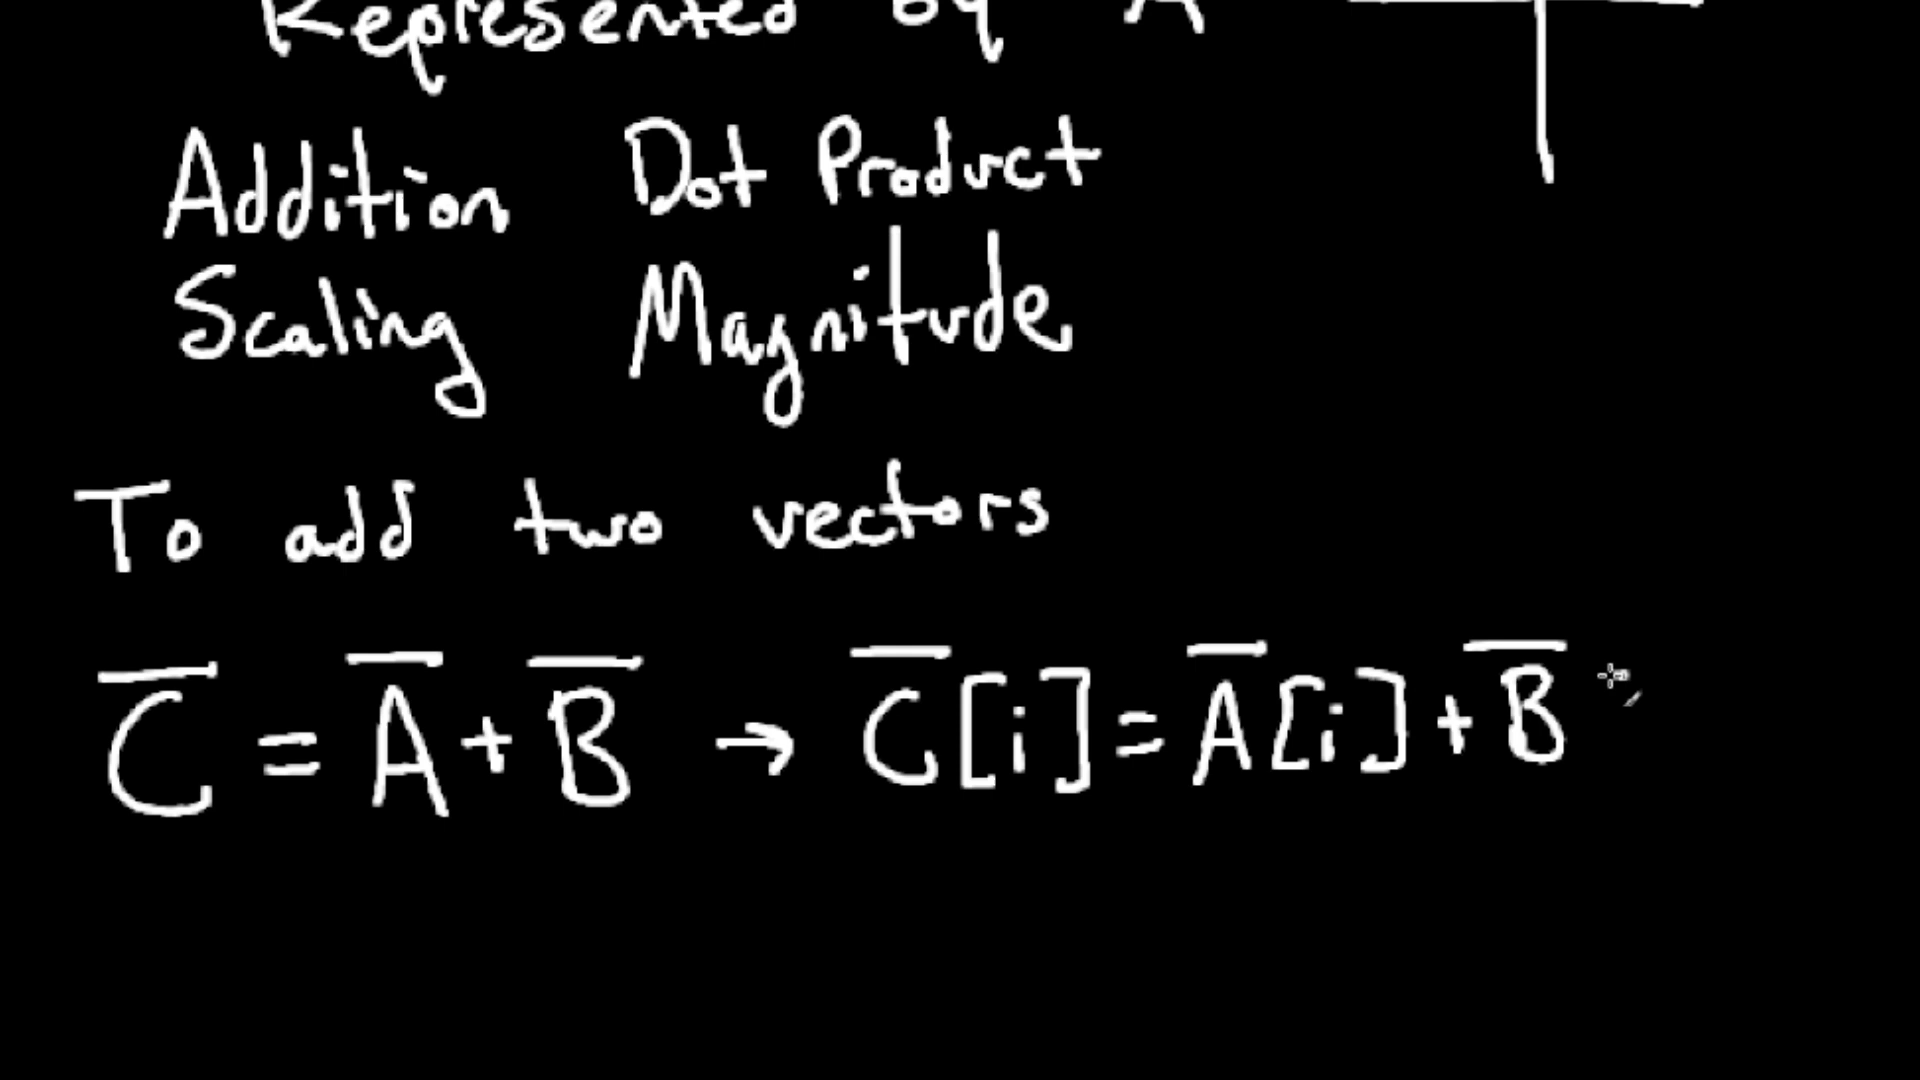 Represented by A
Addition Dot Product
Scaling Magnitude
To add two vectors
C̅ = A̅ + B̅ → C̅[i] = A̅[i] + B̅